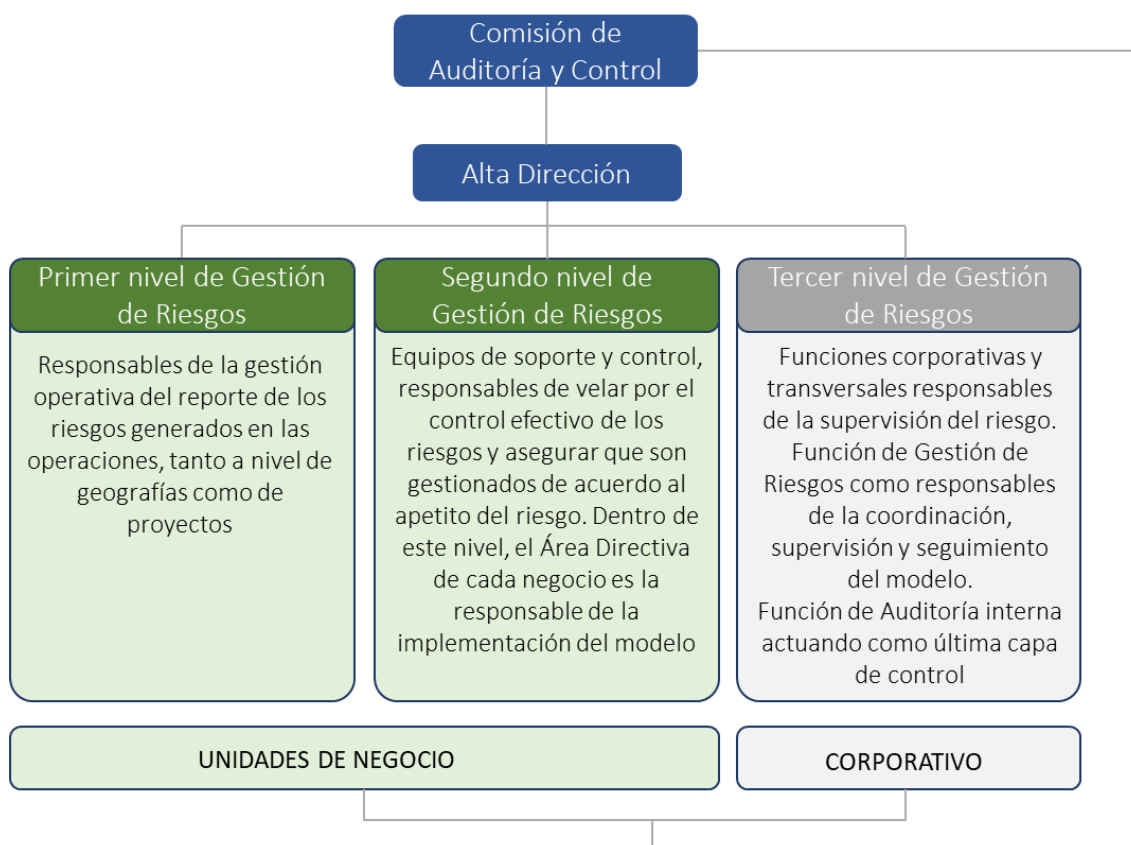 Comisión de
Auditoría y Control
Alta Dirección
Primer nivel de Gestión
de Riesgos
Responsables de la gestión
operativa del reporte de los
riesgos generados en las
operaciones, tanto a nivel de
geografías como de
proyectos
Segundo nivel de
Gestión de Riesgos
Equipos de soporte y control,
responsables de velar por el
control efectivo de los
riesgos y asegurar que son
gestionados de acuerdo al
apetito del riesgo. Dentro de
este nivel, el Área Directiva
de cada negocio es la
responsable de la
implementación del modelo
Tercer nivel de Gestión
de Riesgos
Funciones corporativas y
transversales responsables
de la supervisión del riesgo.
Función de Gestión de
Riesgos como responsables
de la coordinación,
supervisión y seguimiento
del modelo.
Función de Auditoría interna
actuando como última capa
de control
UNIDADES DE NEGOCIO
CORPORATIVO